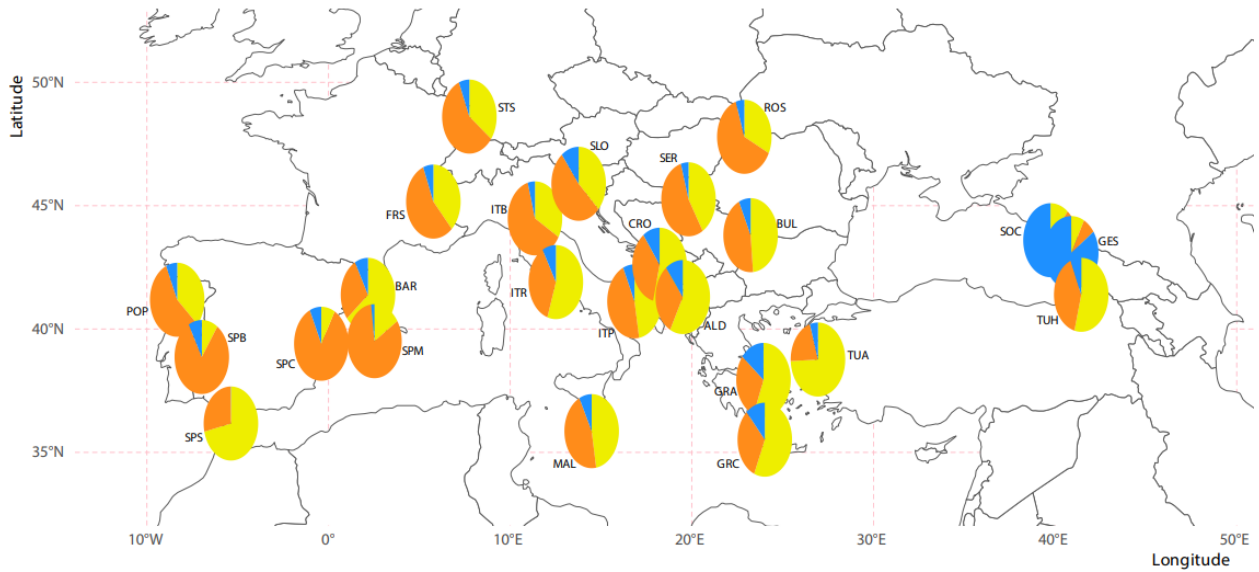 Latitude
50°N
45°N
40°N
35°N
STS
ROS
SLO
SER
FRS
ITB
CRO
BUL
SOC
GES
BAR
ITR
POP
SPB
SPC
SPM
ITP
ALD
TUH
TUA
GRA
SPS
MAL
GRC
10°W
0°
10°E
20°E
30°E
40°E
50°E
Longitude